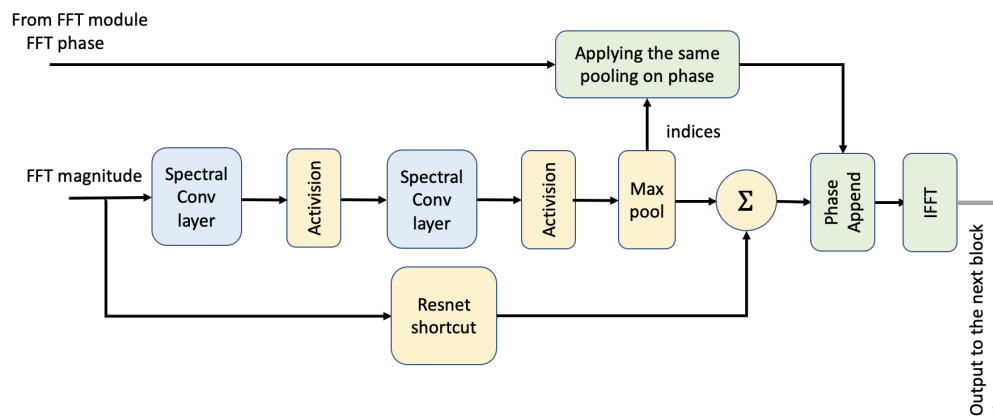 From FFT module
FFT phase
Applying the same
pooling on phase
indices
FFT magnitude
Spectral
Conv
layer
Activision
Spectral
Conv
layer
Activision
Max
pool
Σ
Phase
Append
IFFT
Resnet
shortcut
Output to the next block